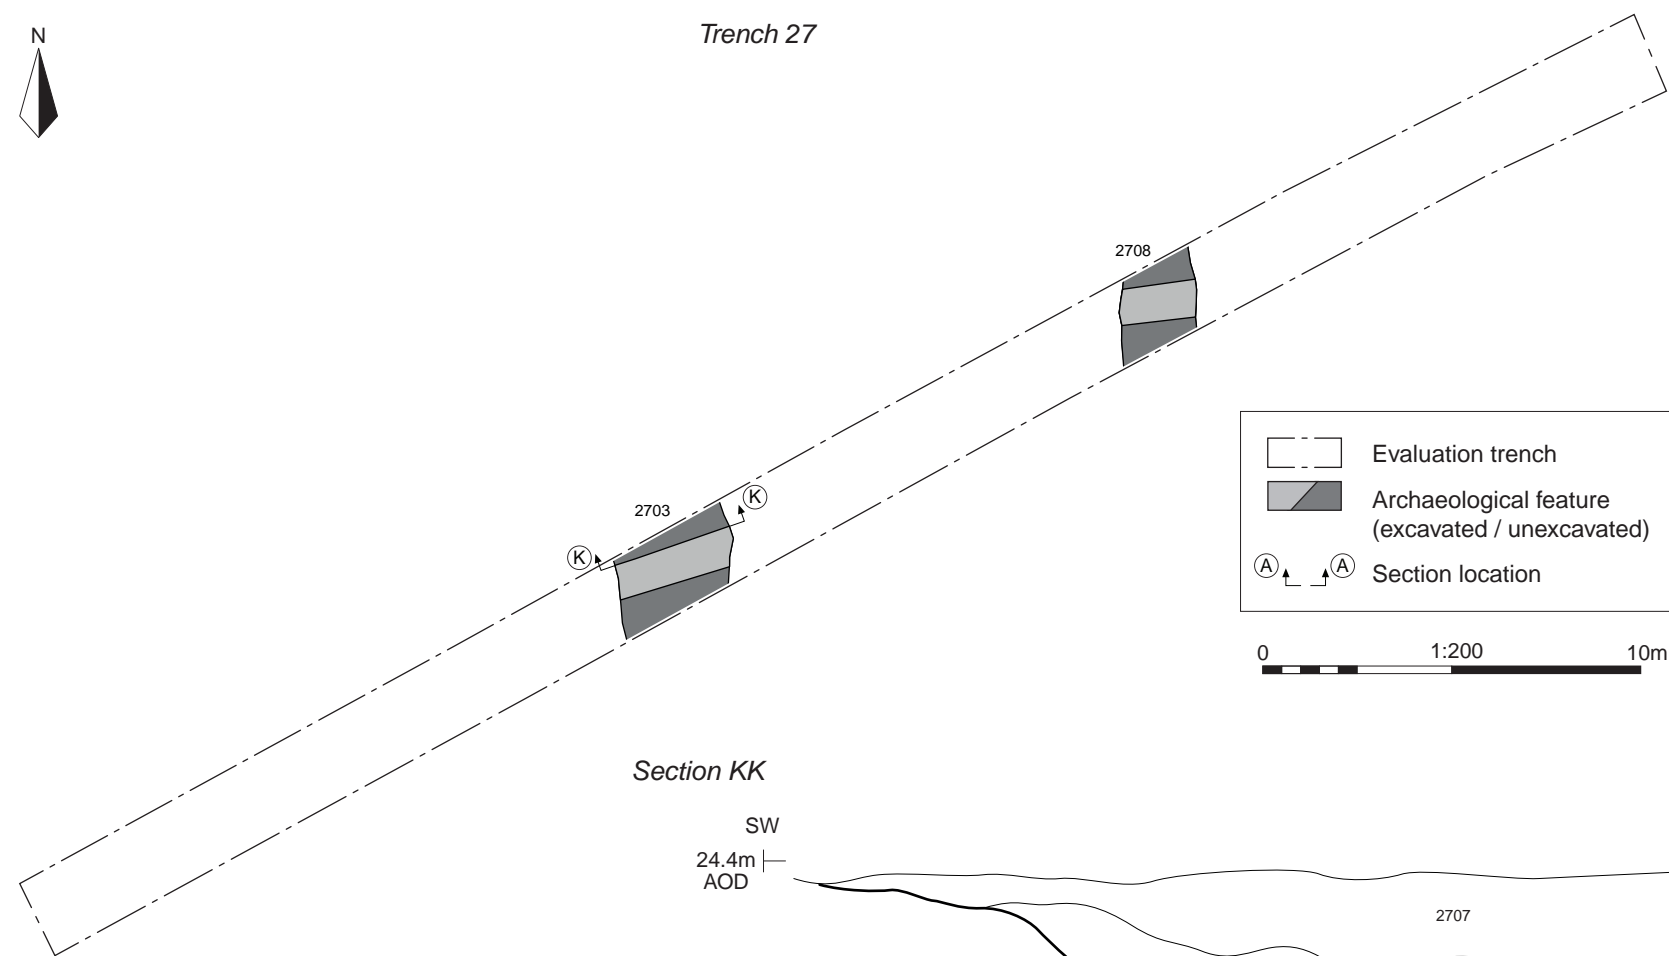 Trench 27
N
2708
2703
K
K
Evaluation trench
Archaeological feature
(excavated / unexcavated)
A A Section location
0 1:200 10m
Section KK
SW
24.4m
AOD
2707